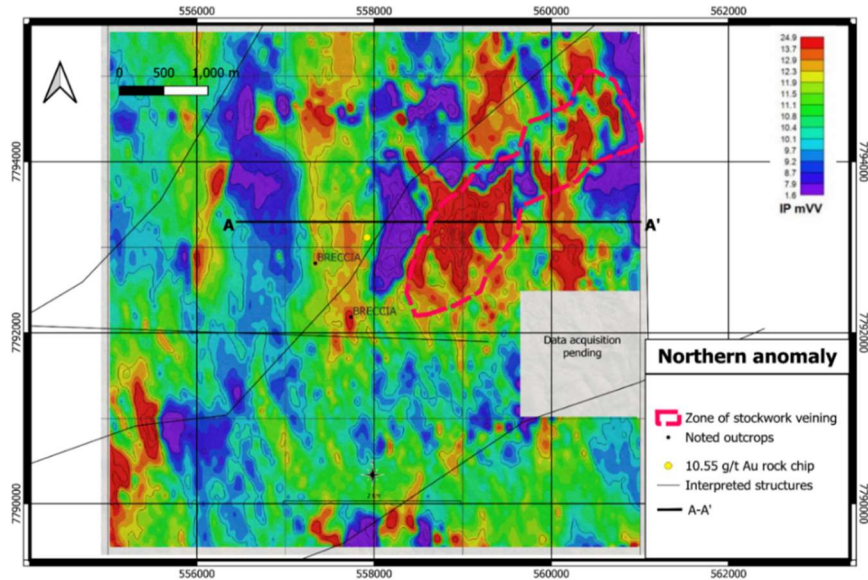 556000 558000 560000 562000
24.9
13.7
12.9
12.3
11.9
11.5
11.1
10.8
10.4
10.1
9.7
9.2
8.7
7.9
1.6
IP mVV
0 500 1,000 m
7794000 7794000
A A'
BRECCIA
BRECCIA
7792000 7792000
Data acquisition
pending
Northern anomaly
Zone of stockwork veining
Noted outcrops
10.55 g/t Au rock chip
Interpreted structures
A-A'
7790000 7790000
556000 558000 560000 562000